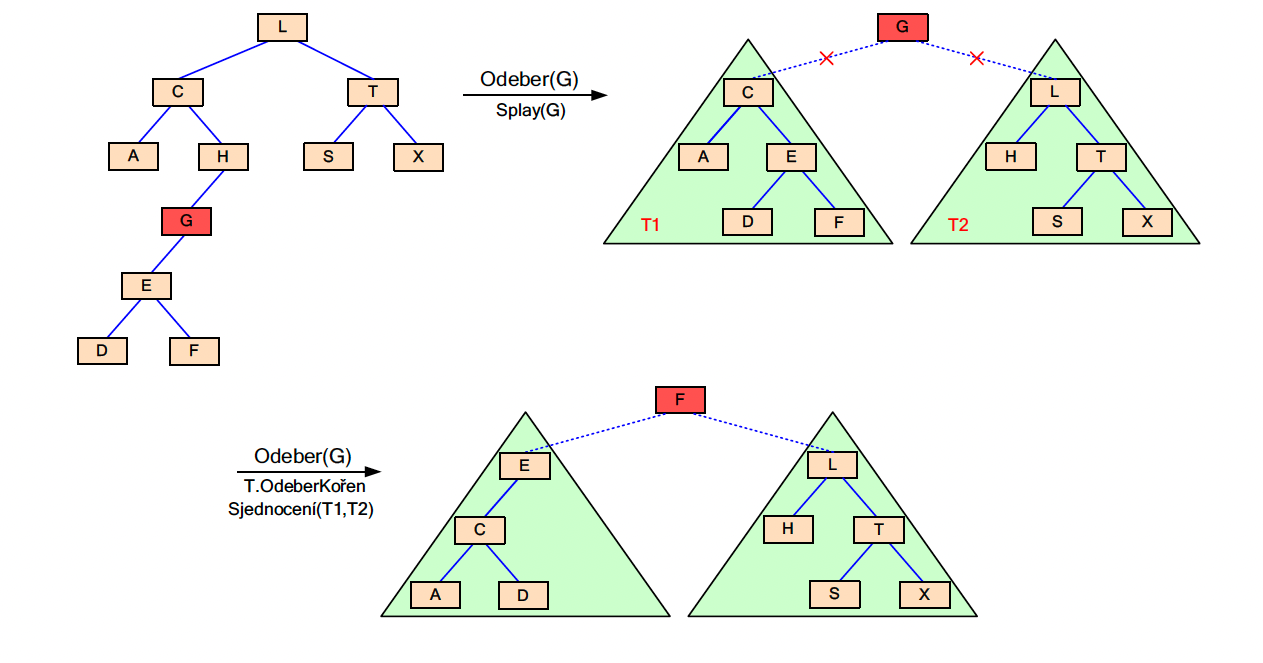 L
G
C
T
Odeber(G)
Splay(G)
C
L
A
H
S
X
A
E
H
T
G
D
F
S
X
T1
T2
E
D
F
F
Odeber(G)
T.OdeberKořen
Sjednocení(T1,T2)
E
L
C
H
T
A
D
S
X